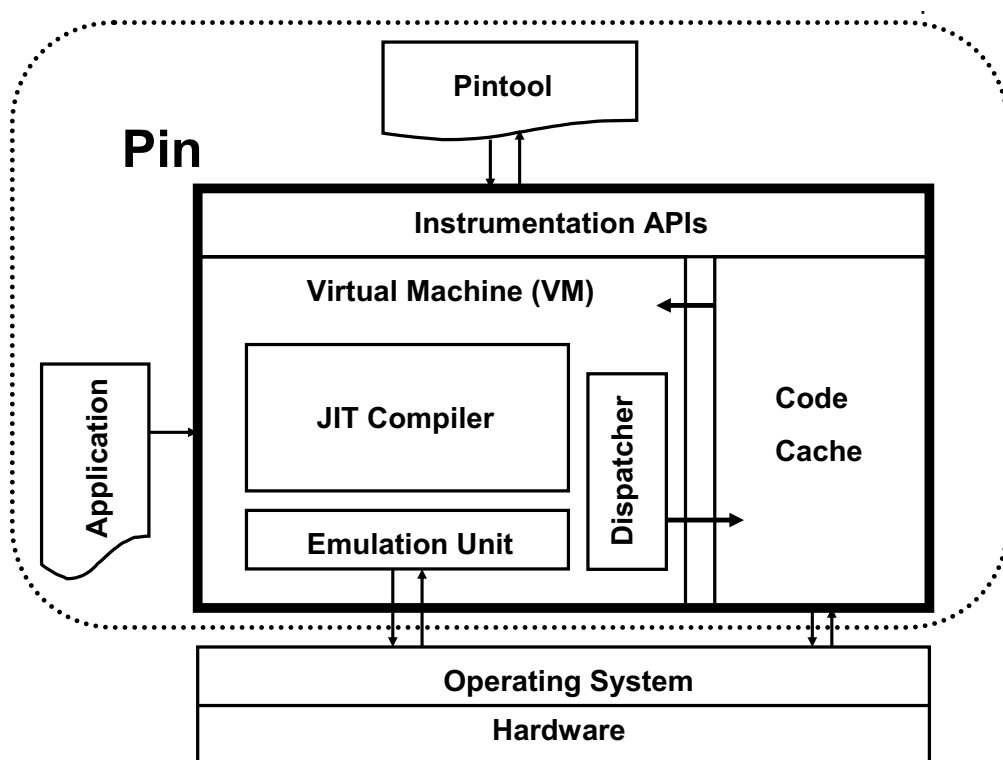 Pintool
Pin
Instrumentation APIs
Virtual Machine (VM)
Application
JIT Compiler
Dispatcher
Code
Cache
Emulation Unit
Operating System
Hardware